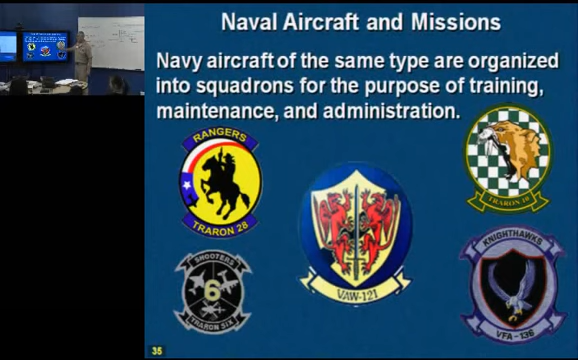 Naval Aircraft and Missions
Navy aircraft of the same type are organized
into squadrons for the purpose of training,
maintenance, and administration.
RANGERS
TRARON 28
SHOOTERS
6
TRARON SIX
VAW-121
TRARON 10
KNIGHTHAWKS
VFA-136
35